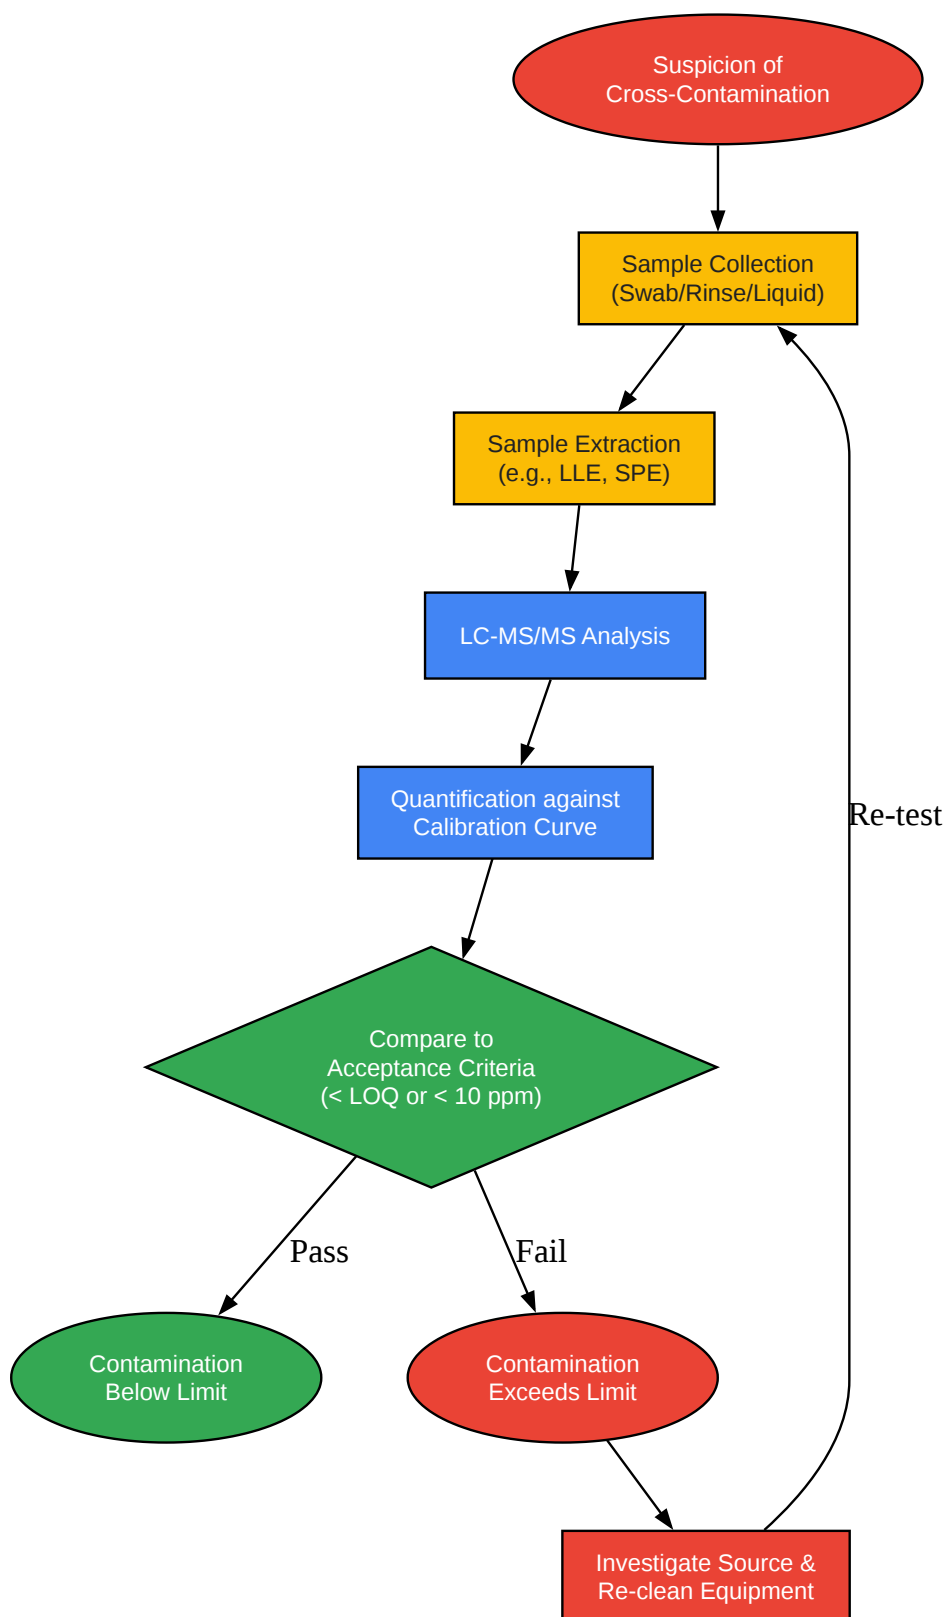 Suspicion of
Cross-Contamination
Sample Collection
(Swab/Rinse/Liquid)
Sample Extraction
(e.g., LLE, SPE)
LC-MS/MS Analysis
Quantification against
Calibration Curve
Re-test
Compare to
Acceptance Criteria
(< LOQ or < 10 ppm)
Pass
Fail
Contamination
Below Limit
Contamination
Exceeds Limit
Investigate Source &
Re-clean Equipment